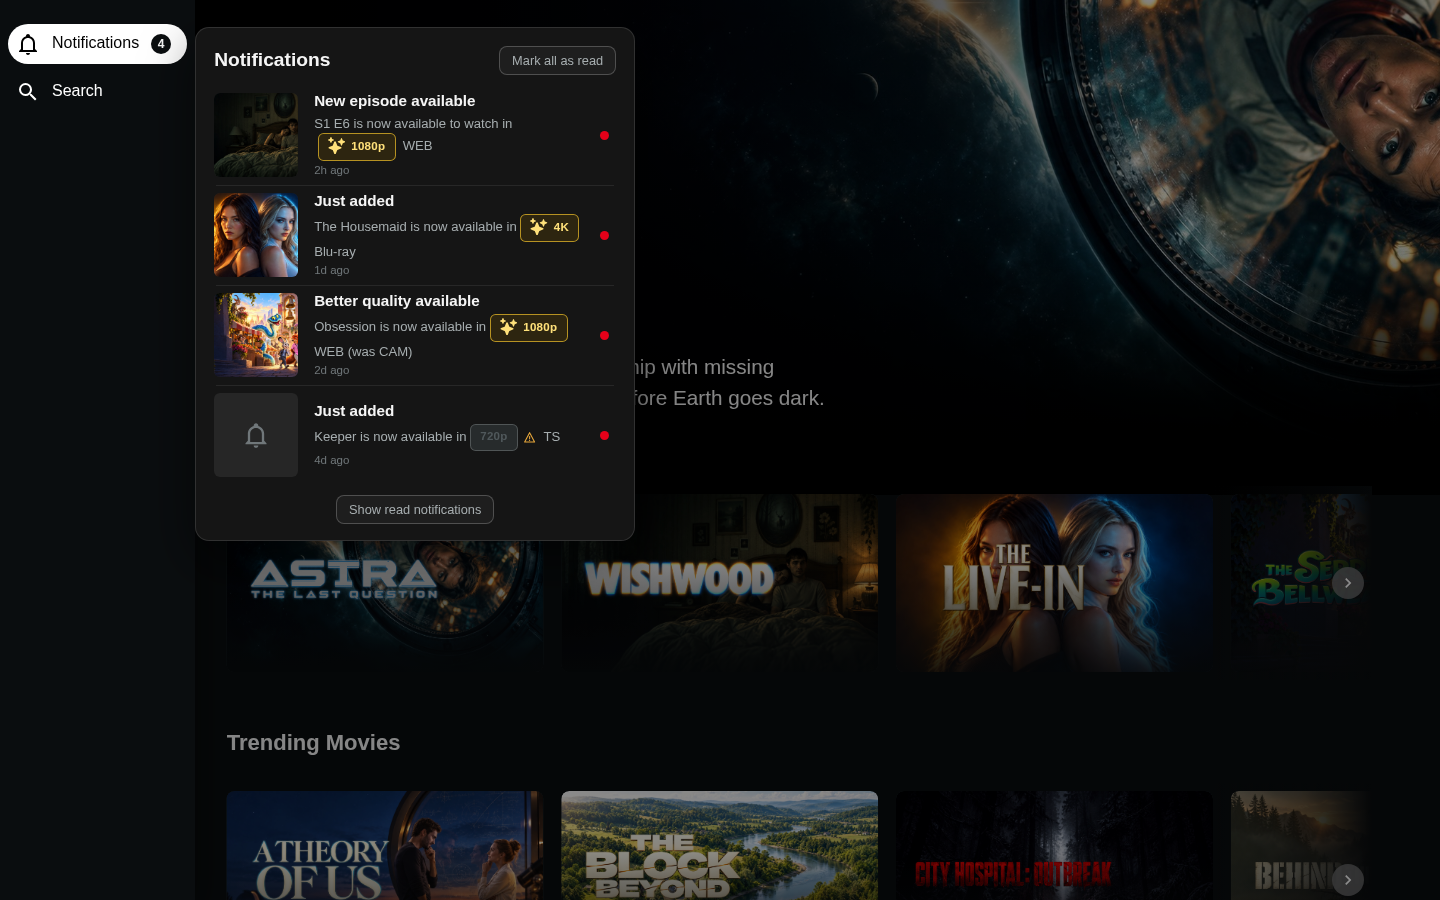 Notifications 4
Search
Notifications
Mark all as read
New episode available
S1 E6 is now available to watch in
1080p WEB
2h ago
Just added
The Housemaid is now available in 4K
Blu-ray
1d ago
Better quality available
Obsession is now available in 1080p
WEB (was CAM)
2d ago
Just added
Keeper is now available in 720p TS
4d ago
Show read notifications
hip with missing
fore Earth goes dark.
ASTRA
THE LAST QUESTION
WISHWOOD
THE
LIVE-IN
THE
Trending Movies
A THEORY
OF US
THE
BLOCK
BEYOND
CITY HOSPITAL: OUTBREAK